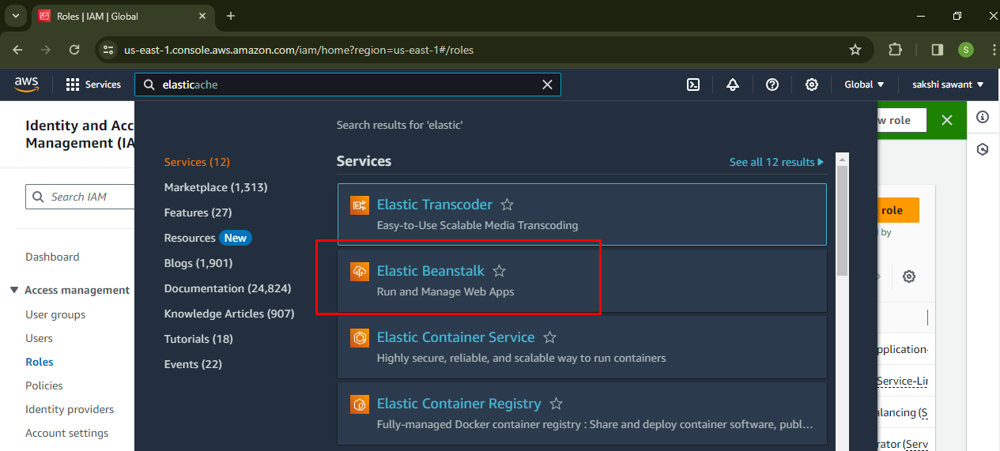 Roles | IAM | Global
us-east-1.console.aws.amazon.com/iam/home?region=us-east-1#/roles
S
aws
Services
elasticache
Global
sakshi sawant
Identity and Acc
Management (IA
Search IAM
Dashboard
Access management
User groups
Users
Roles
Policies
Identity providers
Account settings
Search results for 'elastic'
Services (12)
Marketplace (1,313)
Features (27)
Resources New
Blogs (1,901)
Documentation (24,824)
Knowledge Articles (907)
Tutorials (18)
Events (22)
Services
See all 12 results
Elastic Transcoder
Easy-to-Use Scalable Media Transcoding
Elastic Beanstalk
Run and Manage Web Apps
Elastic Container Service
Highly secure, reliable, and scalable way to run containers
Elastic Container Registry
Fully-managed Docker container registry : Share and deploy container software, publ...
w role
role
by
pplication-
Service-Lin
alancing (S
rator (Serv